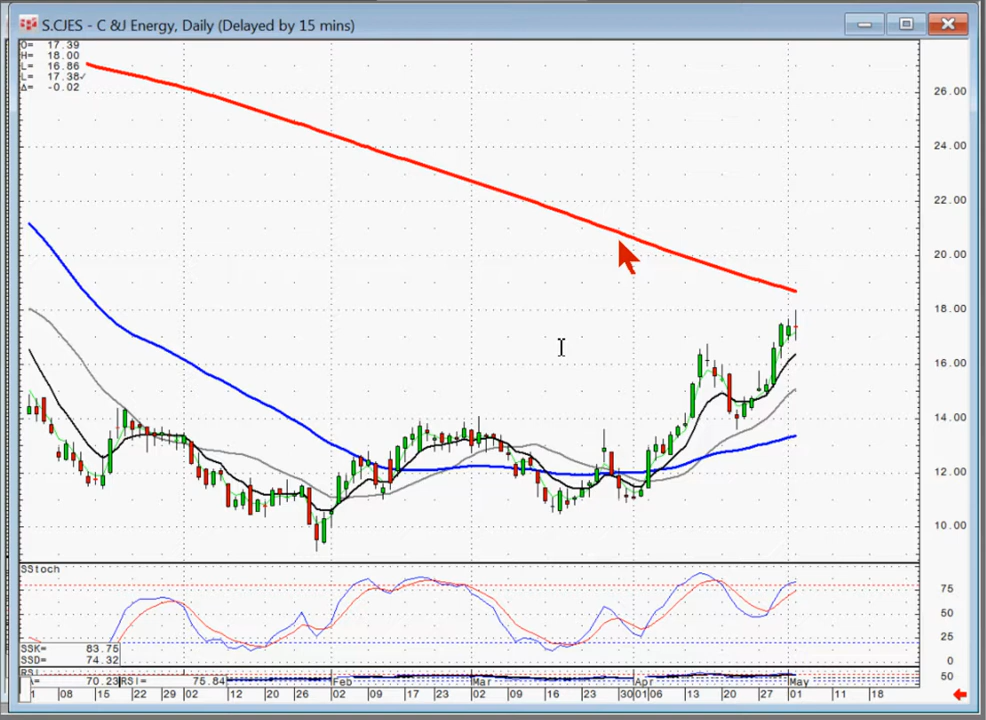 S.CJES - C &J Energy, Daily (Delayed by 15 mins)
O= 17.39
H= 18.00
L= 16.86
L= 17.38✓
Δ= -0.02
26.00
24.00
22.00
20.00
18.00
16.00
14.00
12.00
10.00
SStoch
75
50
25
0
SSK= 83.75
SSD= 74.32
RSI
70.23 RSI= 75.84
50
Feb Mar Apr May
08 15 22 29 02 12 20 26 02 09 17 23 02 09 16 23 30 01 06 13 20 27 01 11 18